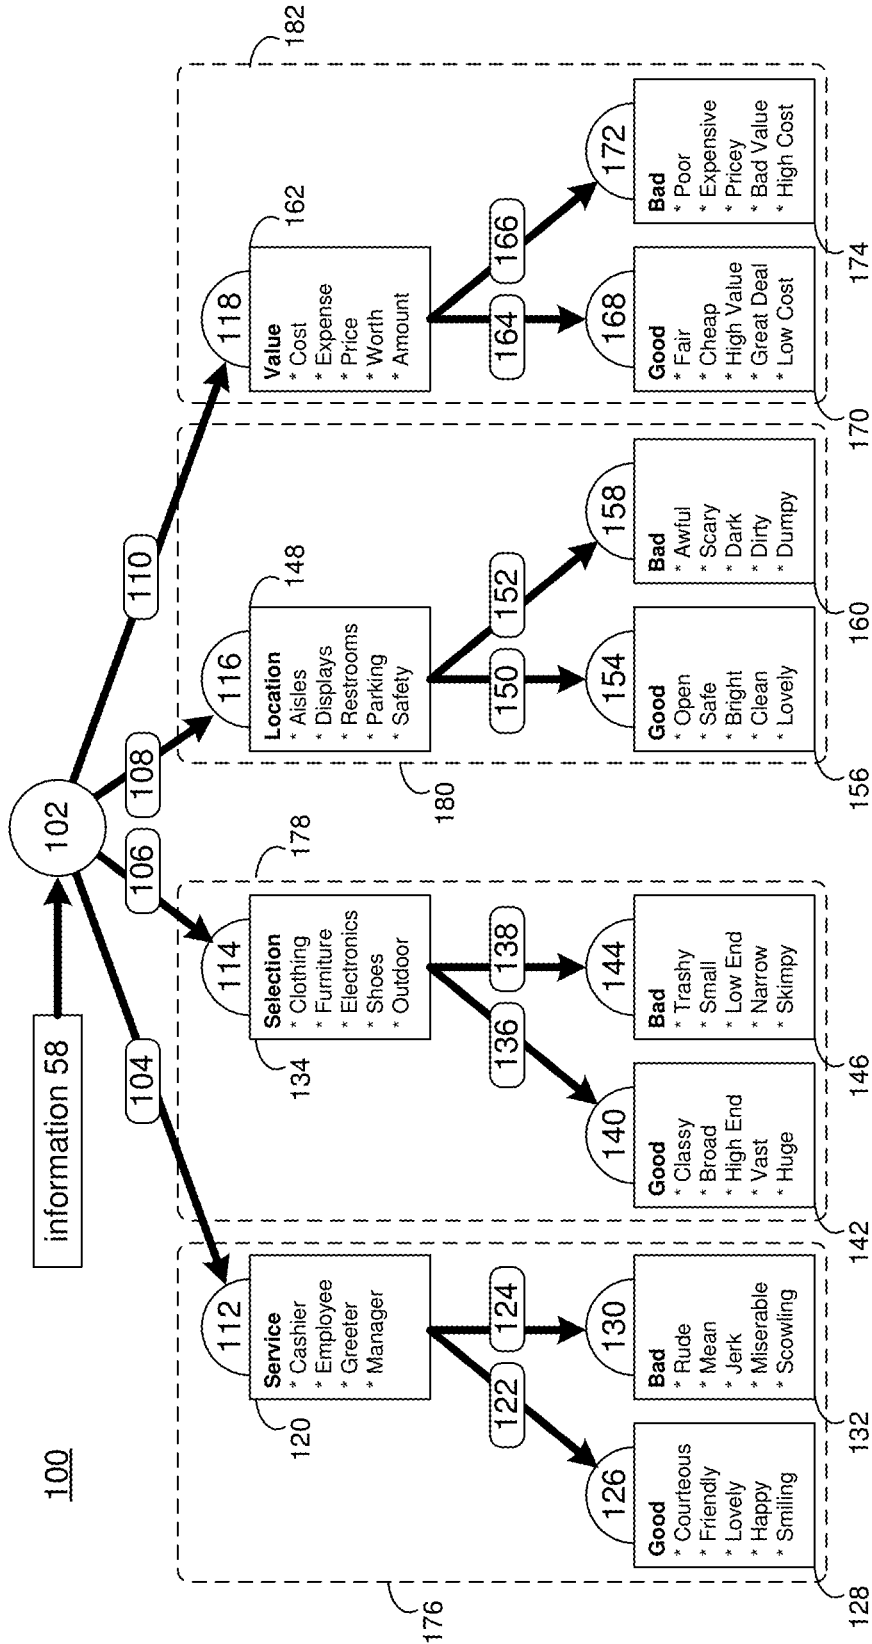 100
information 58
102
104
106
108
110
176
178
180
182
112
Service
* Cashier
* Employee
* Greeter
* Manager
120
122
124
126
Good
* Courteous
* Friendly
* Lovely
* Happy
* Smiling
128
130
Bad
* Rude
* Mean
* Jerk
* Miserable
* Scowling
132
114
Selection
* Clothing
* Furniture
* Electronics
* Shoes
* Outdoor
134
136
138
140
Good
* Classy
* Broad
* High End
* Vast
* Huge
142
144
Bad
* Trashy
* Small
* Low End
* Narrow
* Skimpy
146
116
Location
* Aisles
* Displays
* Restrooms
* Parking
* Safety
148
150
152
154
Good
* Open
* Safe
* Bright
* Clean
* Lovely
156
158
Bad
* Awful
* Scary
* Dark
* Dirty
* Dumpy
160
118
Value
* Cost
* Expense
* Price
* Worth
* Amount
162
164
166
168
Good
* Fair
* Cheap
* High Value
* Great Deal
* Low Cost
170
172
Bad
* Poor
* Expensive
* Pricey
* Bad Value
* High Cost
174